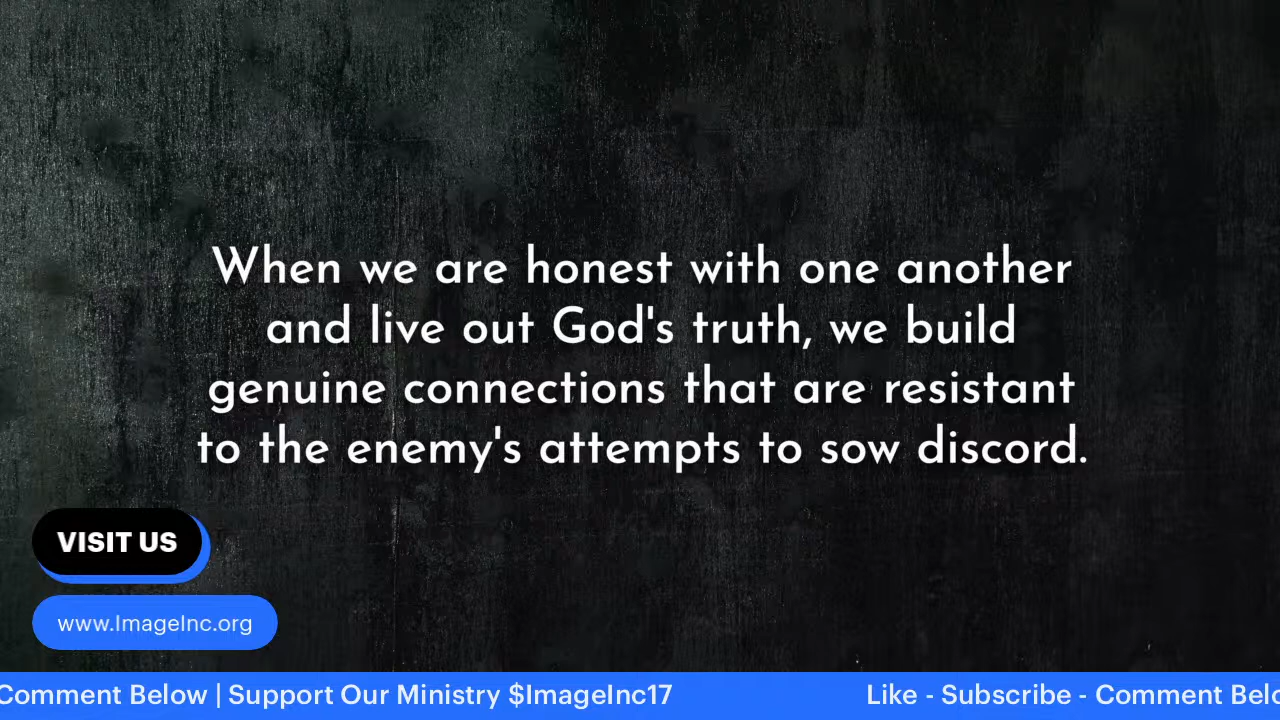 When we are honest with one another
and live out God's truth, we build
genuine connections that are resistant
to the enemy's attempts to sow discord.
VISIT US
www.ImageInc.org
Comment Below | Support Our Ministry $ImageInc17 Like - Subscribe - Comment